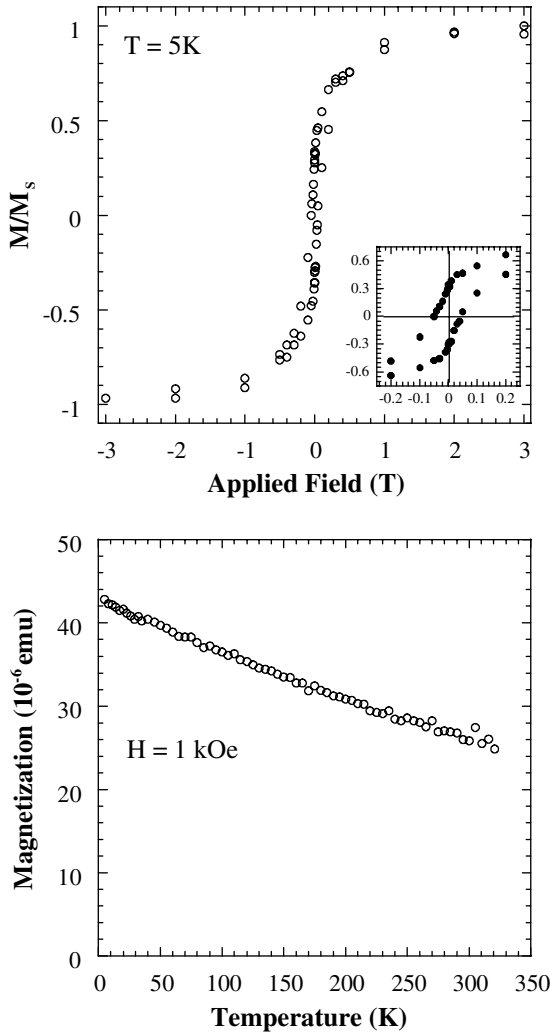 T = 5K
M/M_s
1
0.5
0
-0.5
-1
0.6
0.3
0
-0.3
-0.6
-0.2 -0.1 0 0.1 0.2
-3 -2 -1 0 1 2 3
Applied Field (T)
Magnetization (10^-6 emu)
50
40
30
20
10
0
H = 1 kOe
0 50 100 150 200 250 300 350
Temperature (K)